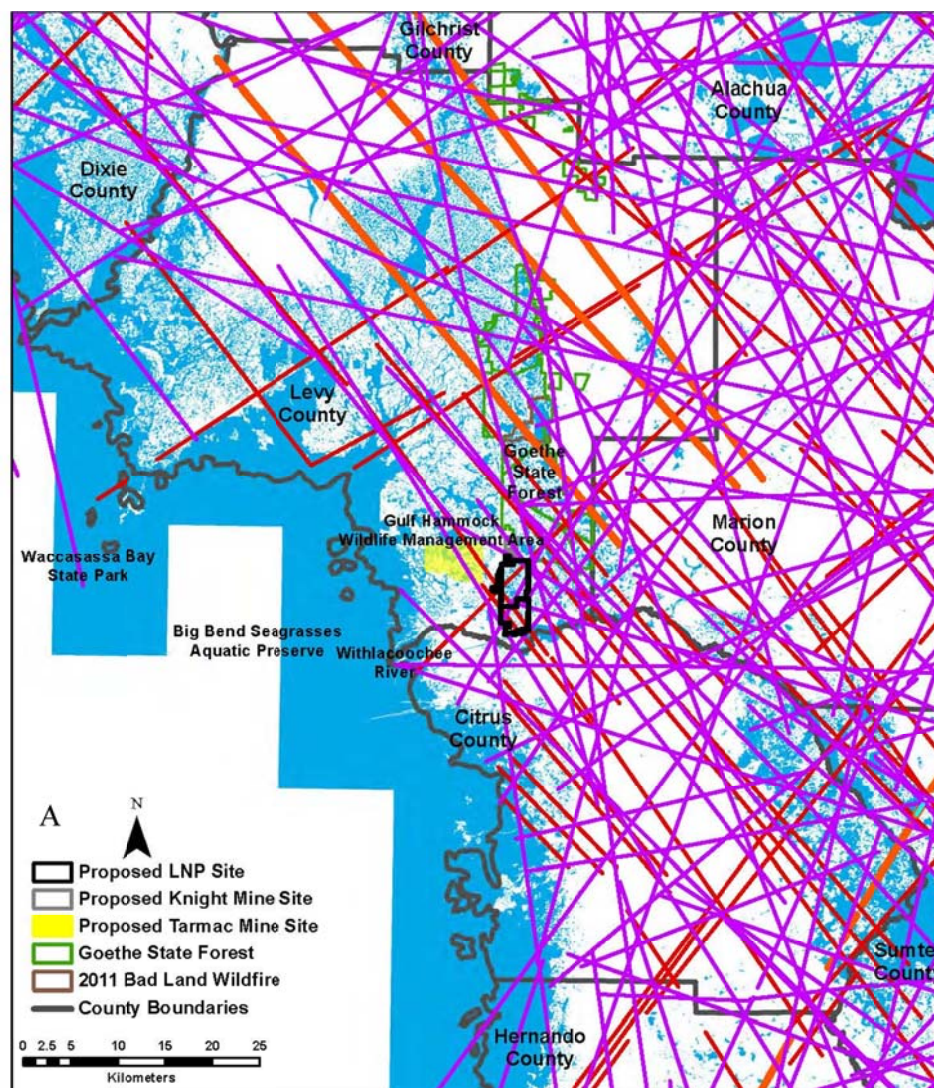 Gilchrist
County
Alachua
County
Dixie
County
Levy
County
Goethe
State
Forest
Gulf Hammock
Wildlife Management Area
Marion
County
Waccasassa Bay
State Park
Big Bend Seagrasses
Aquatic Preserve
Withlacoochee
River
Citrus
County
A
N
Proposed LNP Site
Proposed Knight Mine Site
Proposed Tarmac Mine Site
Goethe State Forest
2011 Bad Land Wildfire
County Boundaries
0 2.5 5 10 15 20 25
Kilometers
Sumte
County
Hernando
County